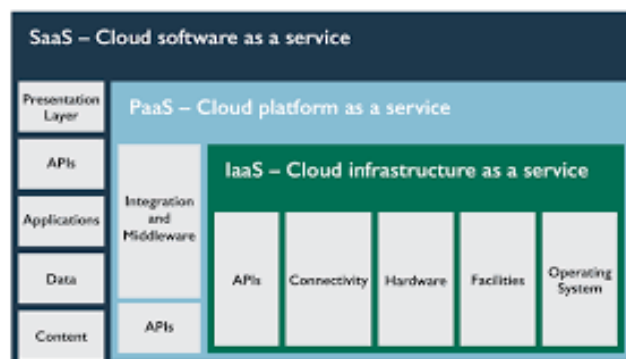 SaaS – Cloud software as a service
Presentation
Layer
APIs
Applications
Data
Content
PaaS – Cloud platform as a service
Integration
and
Middleware
APIs
IaaS – Cloud infrastructure as a service
APIs
Connectivity
Hardware
Facilities
Operating
System